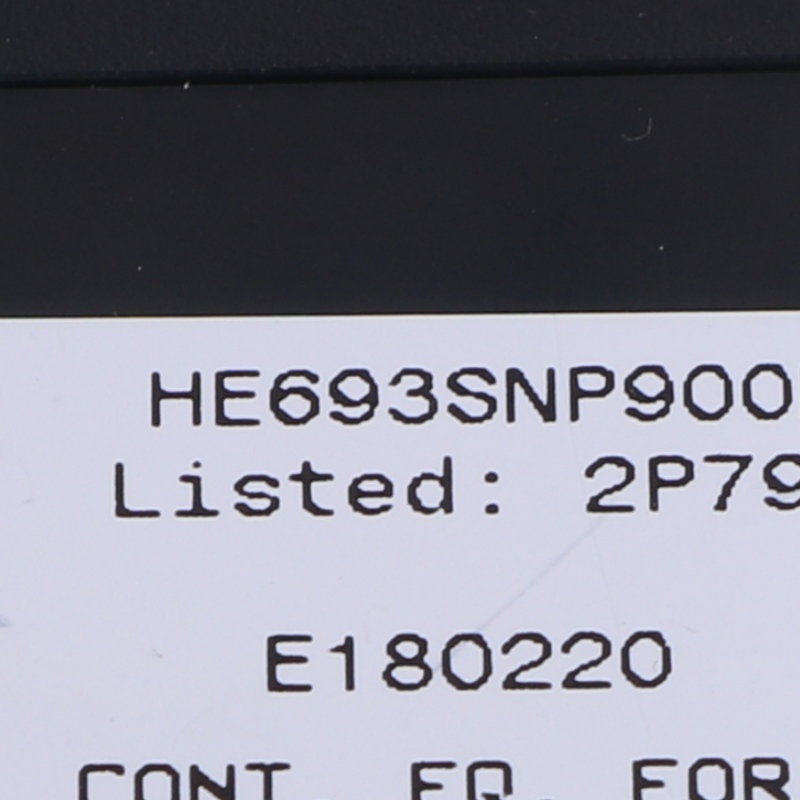 HE693SNP900
Listed: 2P79
E180220
CONT. EQ. FOR